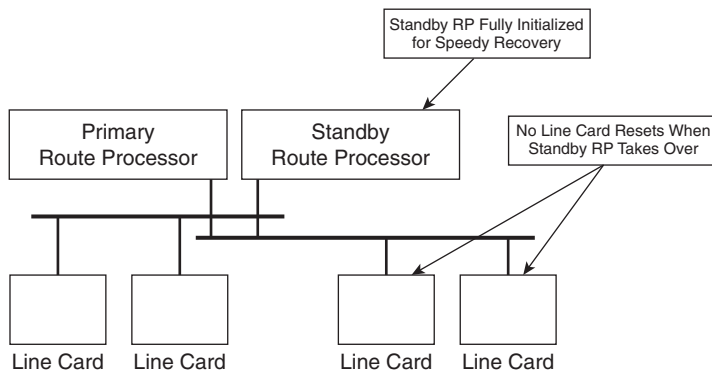 Standby RP Fully Initialized
for Speedy Recovery
Primary
Route Processor
Standby
Route Processor
No Line Card Resets When
Standby RP Takes Over
Line Card
Line Card
Line Card
Line Card